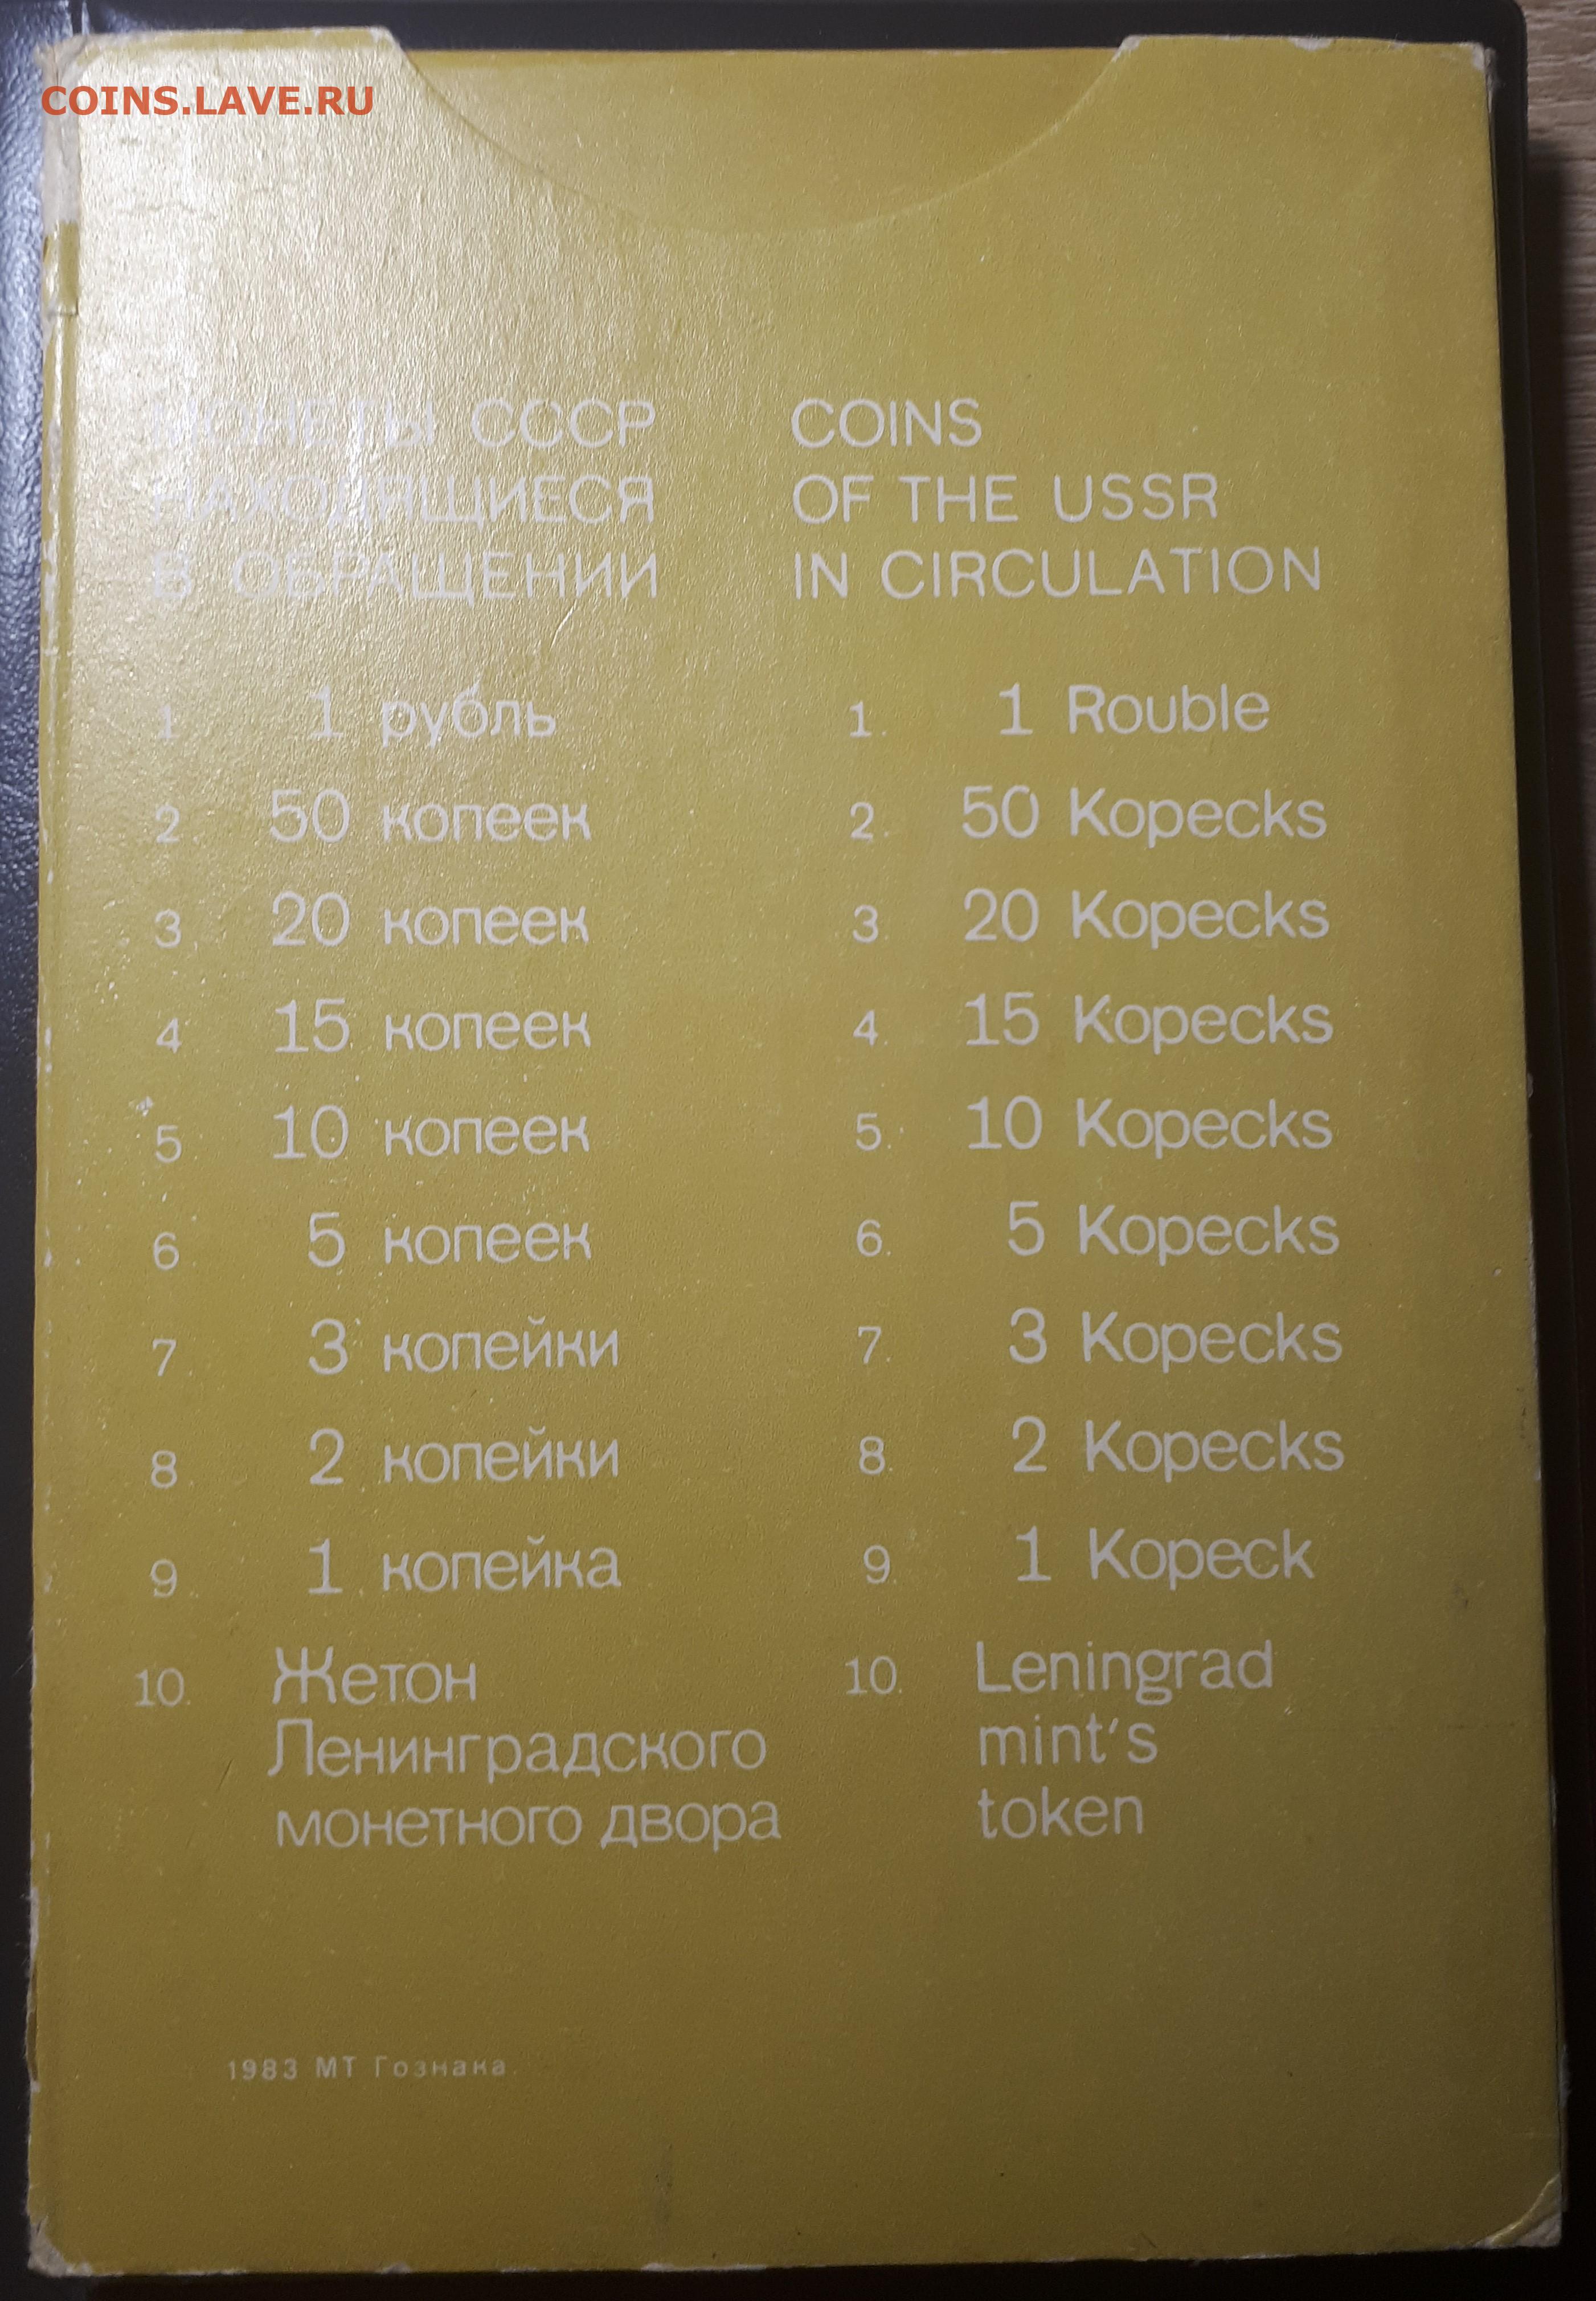 COINS.LAVE.RU
МОНЕТЫ СССР
НАХОДЯЩИЕСЯ
В ОБРАЩЕНИИ
1 1 рубль
2 50 копеек
3. 20 копеек
4 15 копеек
5. 10 копеек
6 5 копеек
7 3 копейки
8 2 копейки
9. 1 копейка
10. Жетон
Ленинградского
монетного двора
COINS
OF THE USSR
IN CIRCULATION
1. 1 Rouble
2. 50 Kopecks
3. 20 Kopecks
4. 15 Kopecks
5. 10 Kopecks
6. 5 Kopecks
7. 3 Kopecks
8. 2 Kopecks
9. 1 Kopeck
10. Leningrad
mint's
token
1983 МТ Гознака.